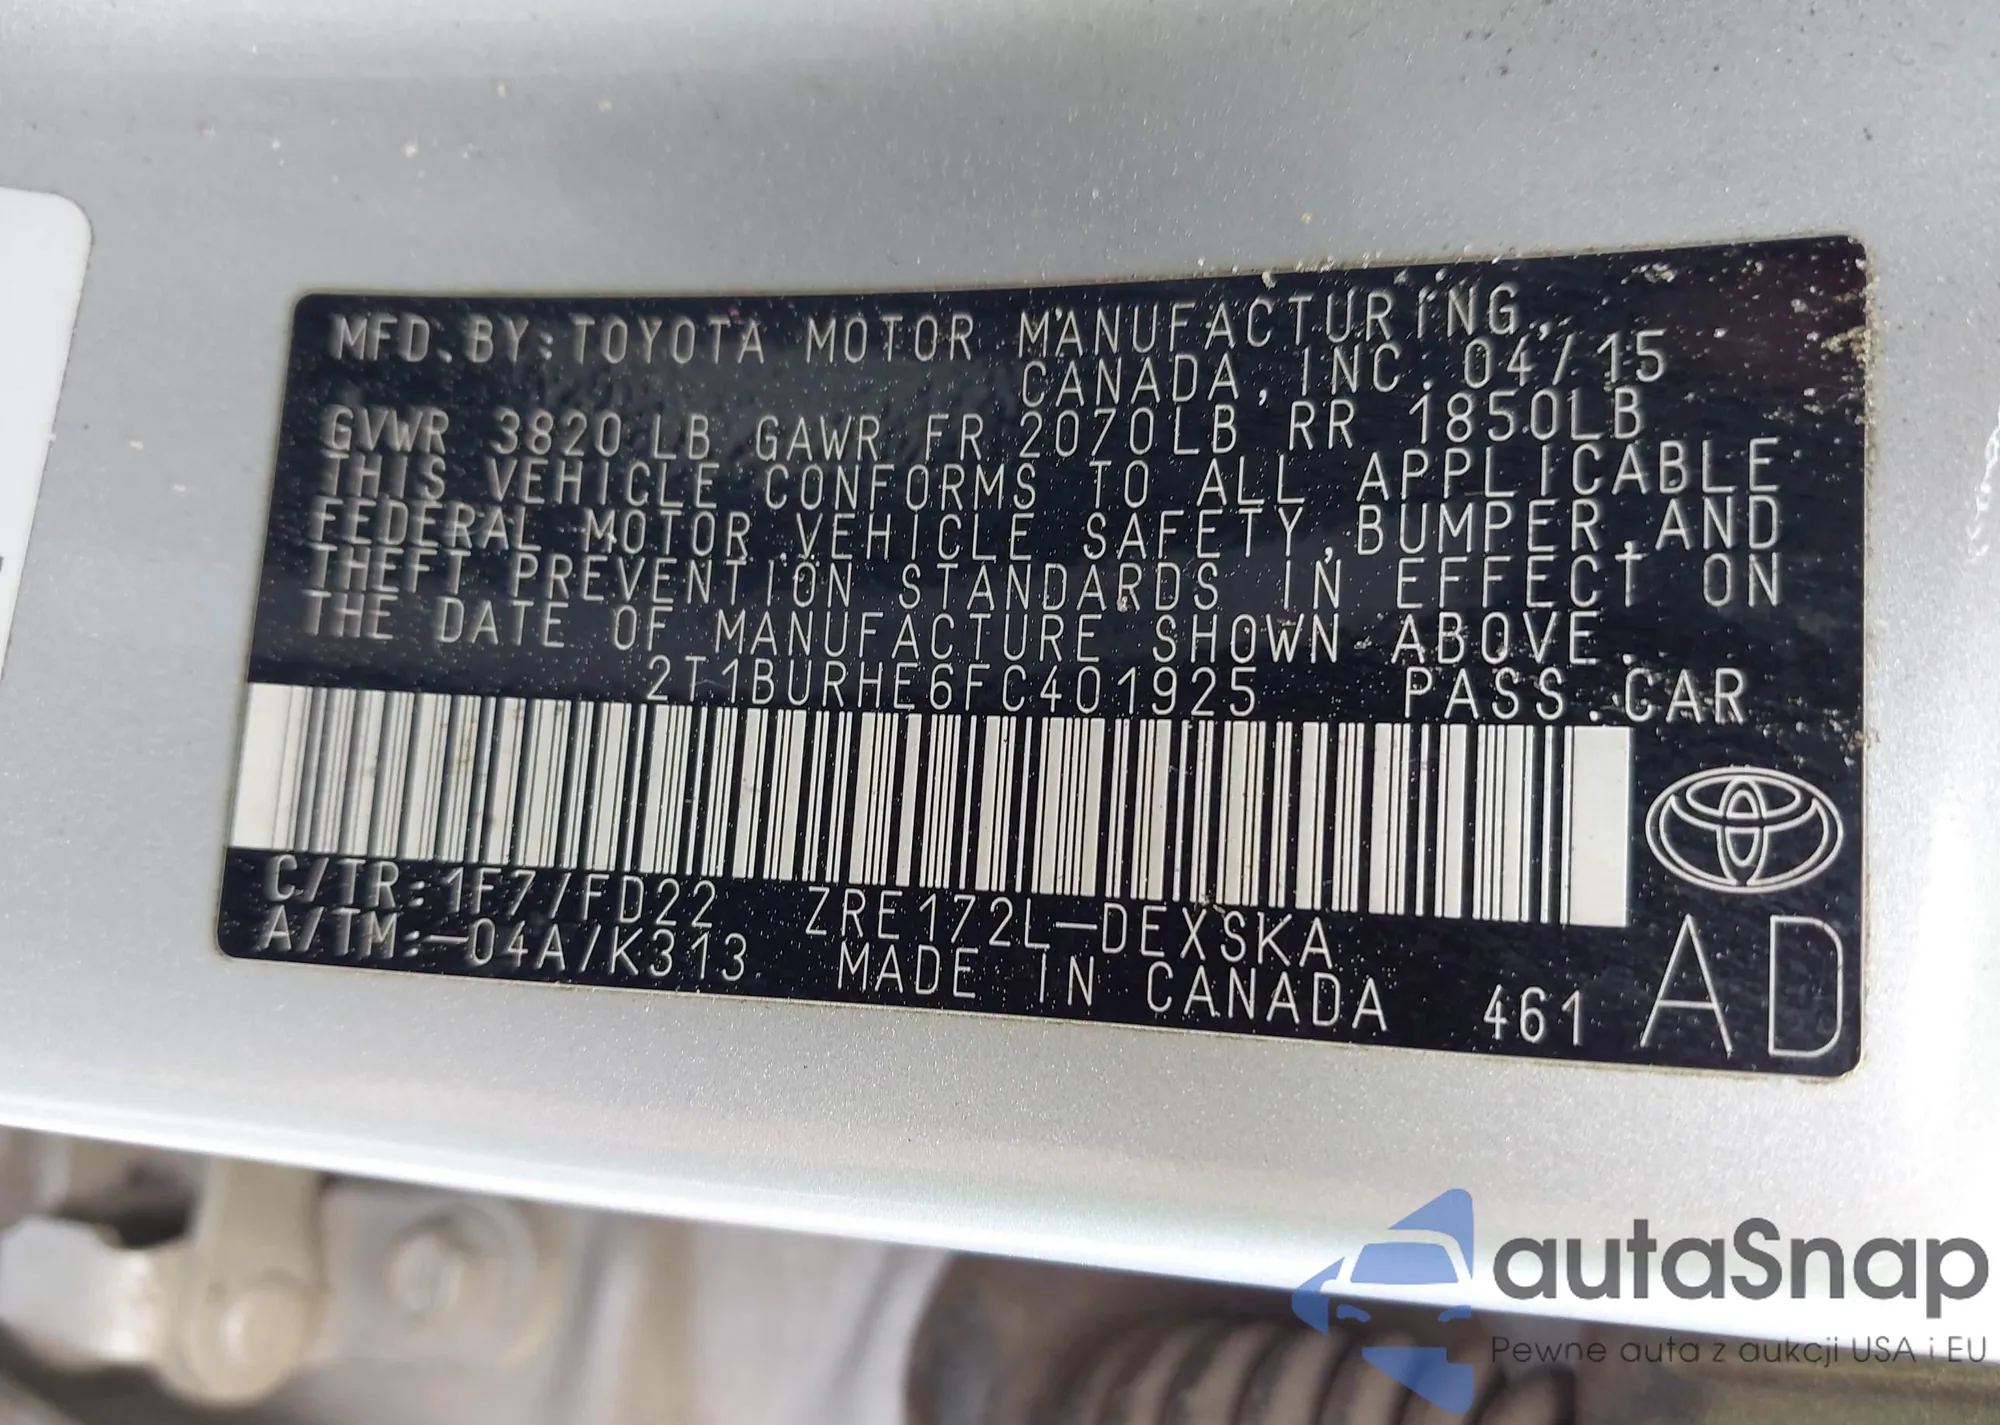 MFD. BY: TOYOTA MOTOR MANUFACTURING,
CANADA, INC. 04/15
GVWR 3820 LB GAWR FR 2070LB RR 1850LB
THIS VEHICLE CONFORMS TO ALL APPLICABLE
FEDERAL MOTOR VEHICLE SAFETY, BUMPER, AND
THEFT PREVENTION STANDARDS IN EFFECT ON
THE DATE OF MANUFACTURE SHOWN ABOVE.
2T1BURHE6FC401925 PASS. CAR
C/TR: 1F7/FD22 ZRE172L-DEXSKA
A/TM: -04A/K313 MADE IN CANADA 461
AD
autaSnap
Pewne auta z aukcji USA i EU